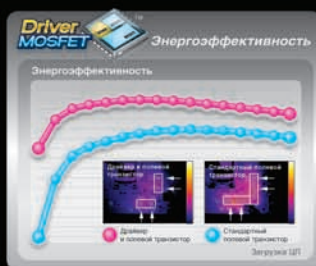 Driver
MOSFET
Энергоэффективность
Энергоэффективность
Драйвер и полевой
транзистор
Стандартный полевой
транзистор
Драйвер
и полевой транзистор
Стандартный
полевой транзистор
Загрузка ЦП